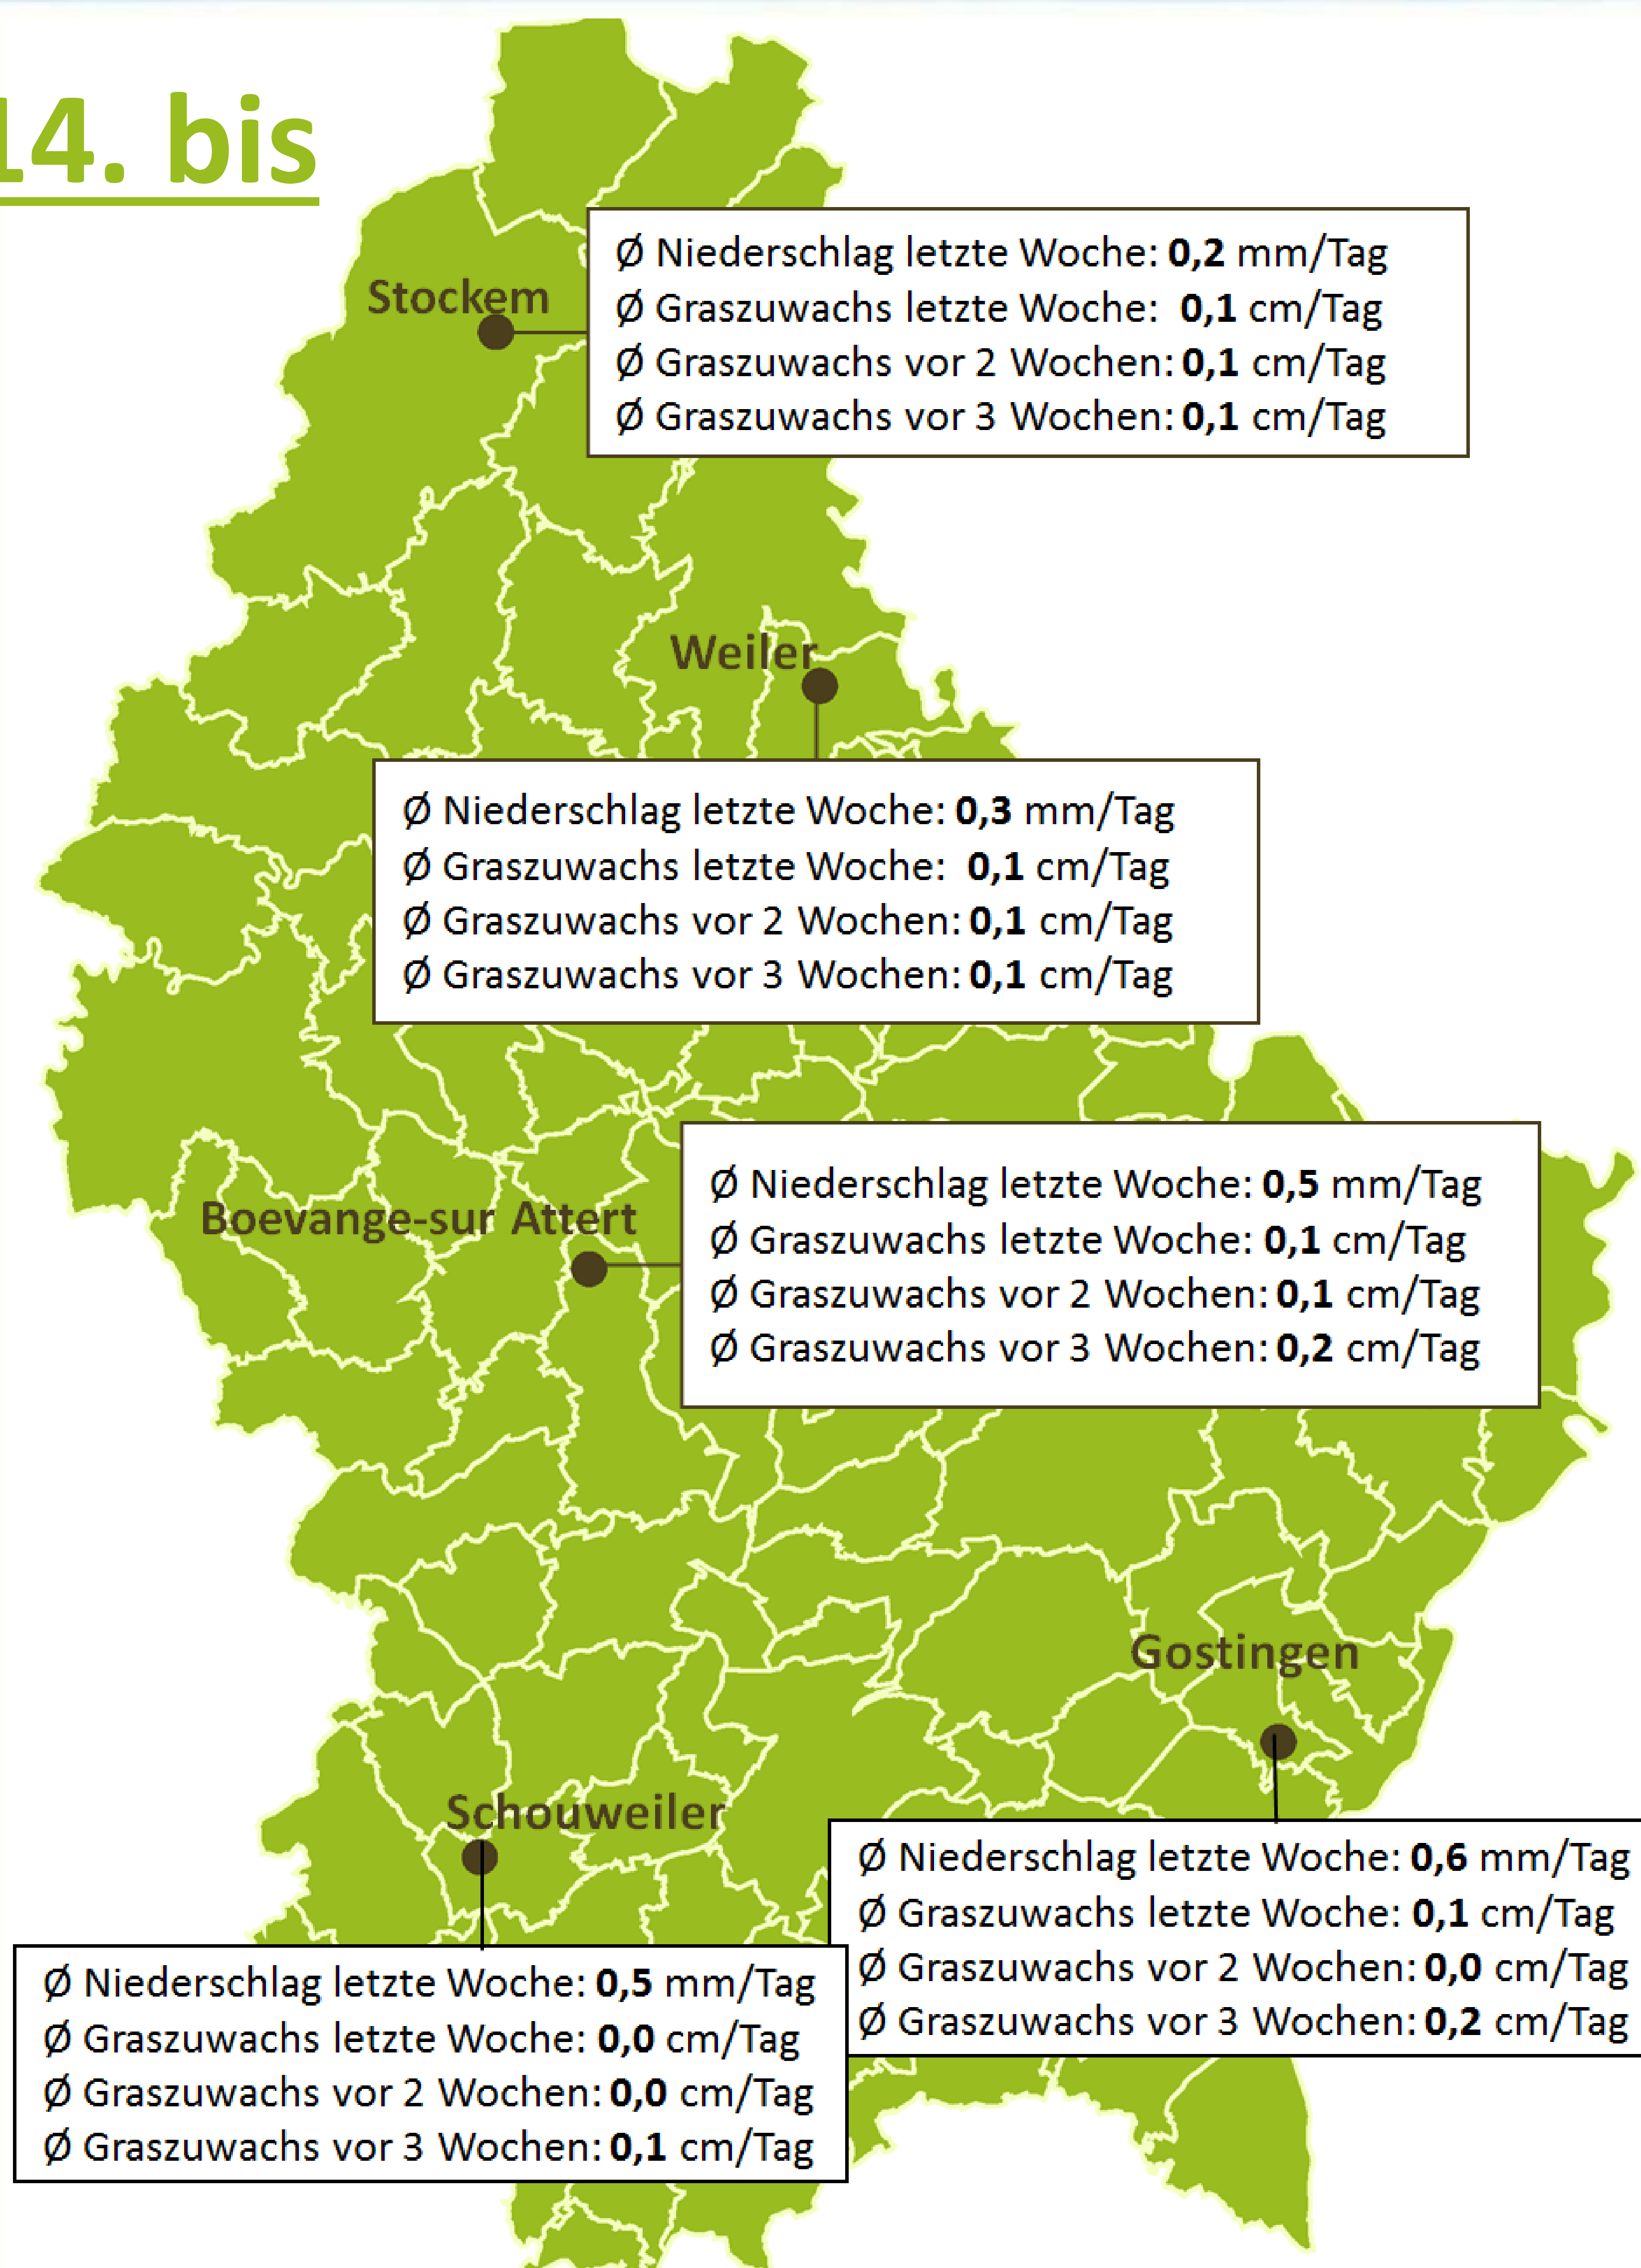 14. bis
Stockem
Ø Niederschlag letzte Woche: 0,2 mm/Tag
Ø Graszuwachs letzte Woche: 0,1 cm/Tag
Ø Graszuwachs vor 2 Wochen: 0,1 cm/Tag
Ø Graszuwachs vor 3 Wochen: 0,1 cm/Tag
Weiler
Ø Niederschlag letzte Woche: 0,3 mm/Tag
Ø Graszuwachs letzte Woche: 0,1 cm/Tag
Ø Graszuwachs vor 2 Wochen: 0,1 cm/Tag
Ø Graszuwachs vor 3 Wochen: 0,1 cm/Tag
Boevange-sur Attert
Ø Niederschlag letzte Woche: 0,5 mm/Tag
Ø Graszuwachs letzte Woche: 0,1 cm/Tag
Ø Graszuwachs vor 2 Wochen: 0,1 cm/Tag
Ø Graszuwachs vor 3 Wochen: 0,2 cm/Tag
Gostingen
Ø Niederschlag letzte Woche: 0,6 mm/Tag
Ø Graszuwachs letzte Woche: 0,1 cm/Tag
Ø Graszuwachs vor 2 Wochen: 0,0 cm/Tag
Ø Graszuwachs vor 3 Wochen: 0,2 cm/Tag
Schouweiler
Ø Niederschlag letzte Woche: 0,5 mm/Tag
Ø Graszuwachs letzte Woche: 0,0 cm/Tag
Ø Graszuwachs vor 2 Wochen: 0,0 cm/Tag
Ø Graszuwachs vor 3 Wochen: 0,1 cm/Tag